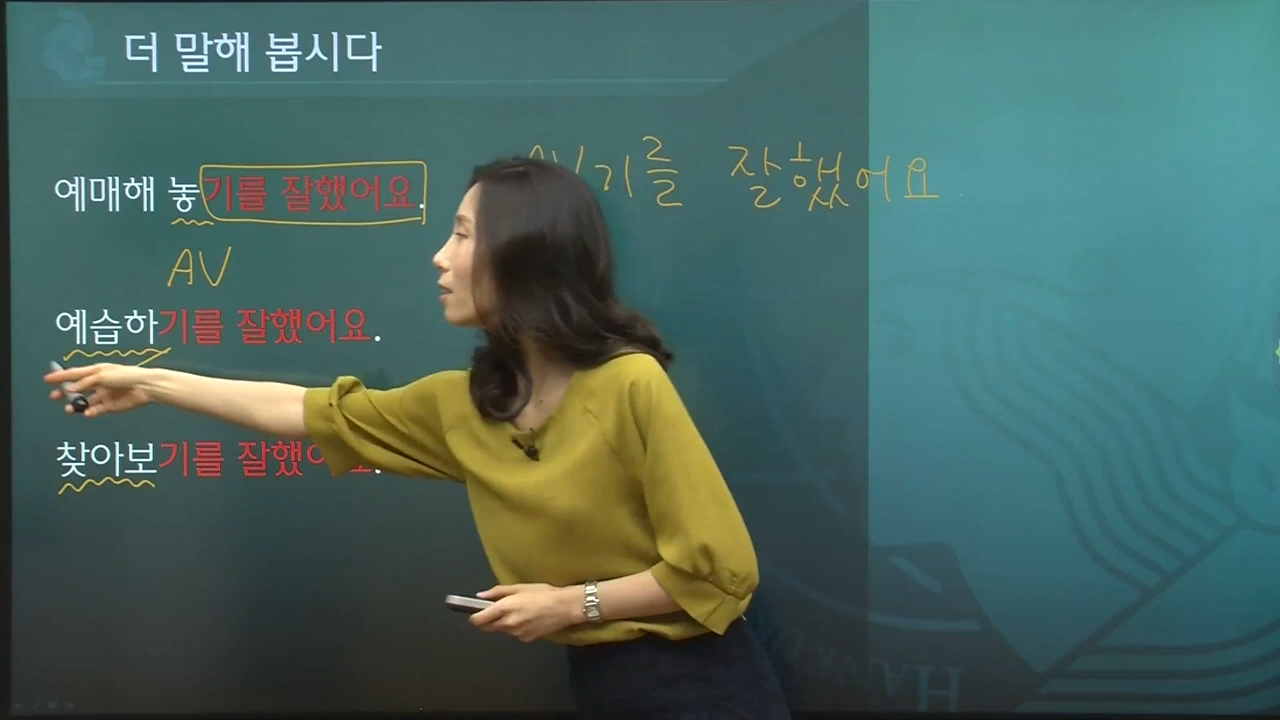 더 말해 봅시다
예매해 놓기를 잘했어요.
AV기를 잘했어요
AV
예습하기를 잘했어요.
찾아보기를 잘했어요.